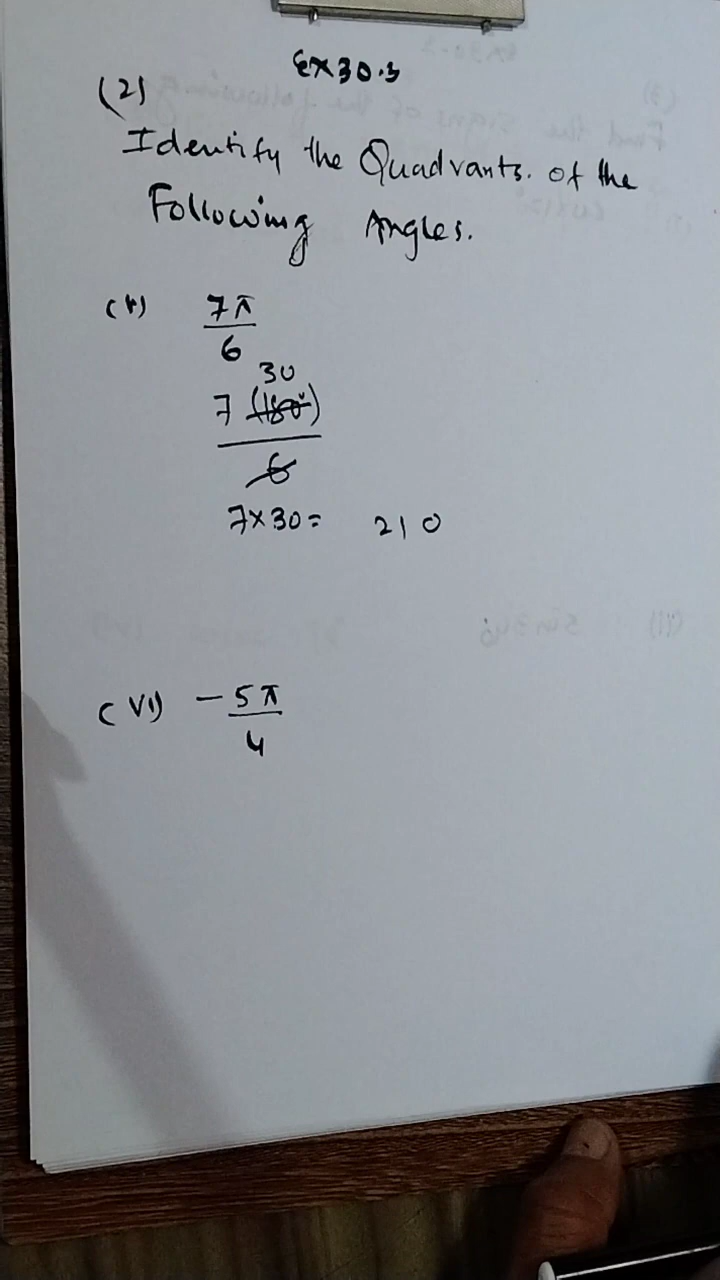 Ex 30.3
(2)
Identify the Quadrants. of the
Following Angles.
(v) 7π
6
30
7 (180°)
6
7×30= 210
(vi) -5π
4